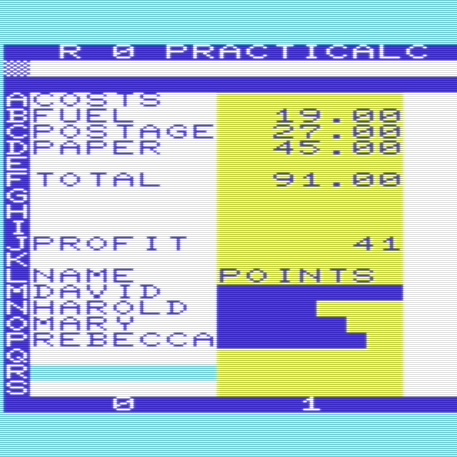 R 0 PRACTICALC
A COSTS
B FUEL 19.00
C POSTAGE 27.00
D PAPER 45.00
E
F TOTAL 91.00
G
H
I
J PROFIT 41
K
L NAME POINTS
M DAVID
N HAROLD
O MARY
P REBECCA
Q
R
S
0 1